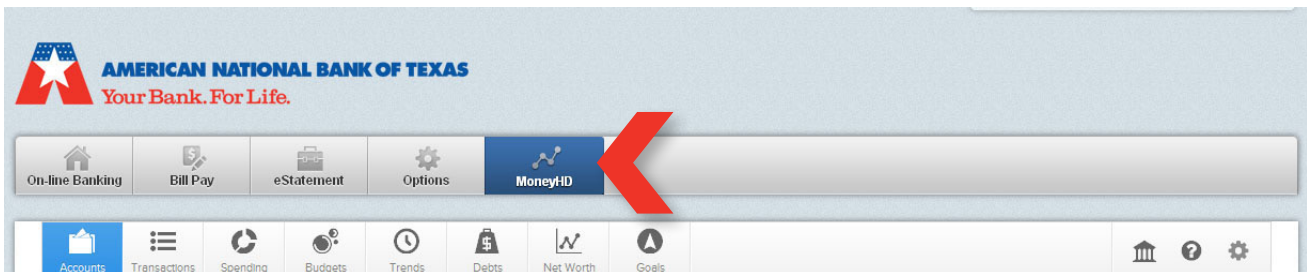 AMERICAN NATIONAL BANK OF TEXAS
Your Bank. For Life.
On-line Banking Bill Pay eStatement Options MoneyHD
Accounts Transactions Spending Budgets Trends Debts Net Worth Goals